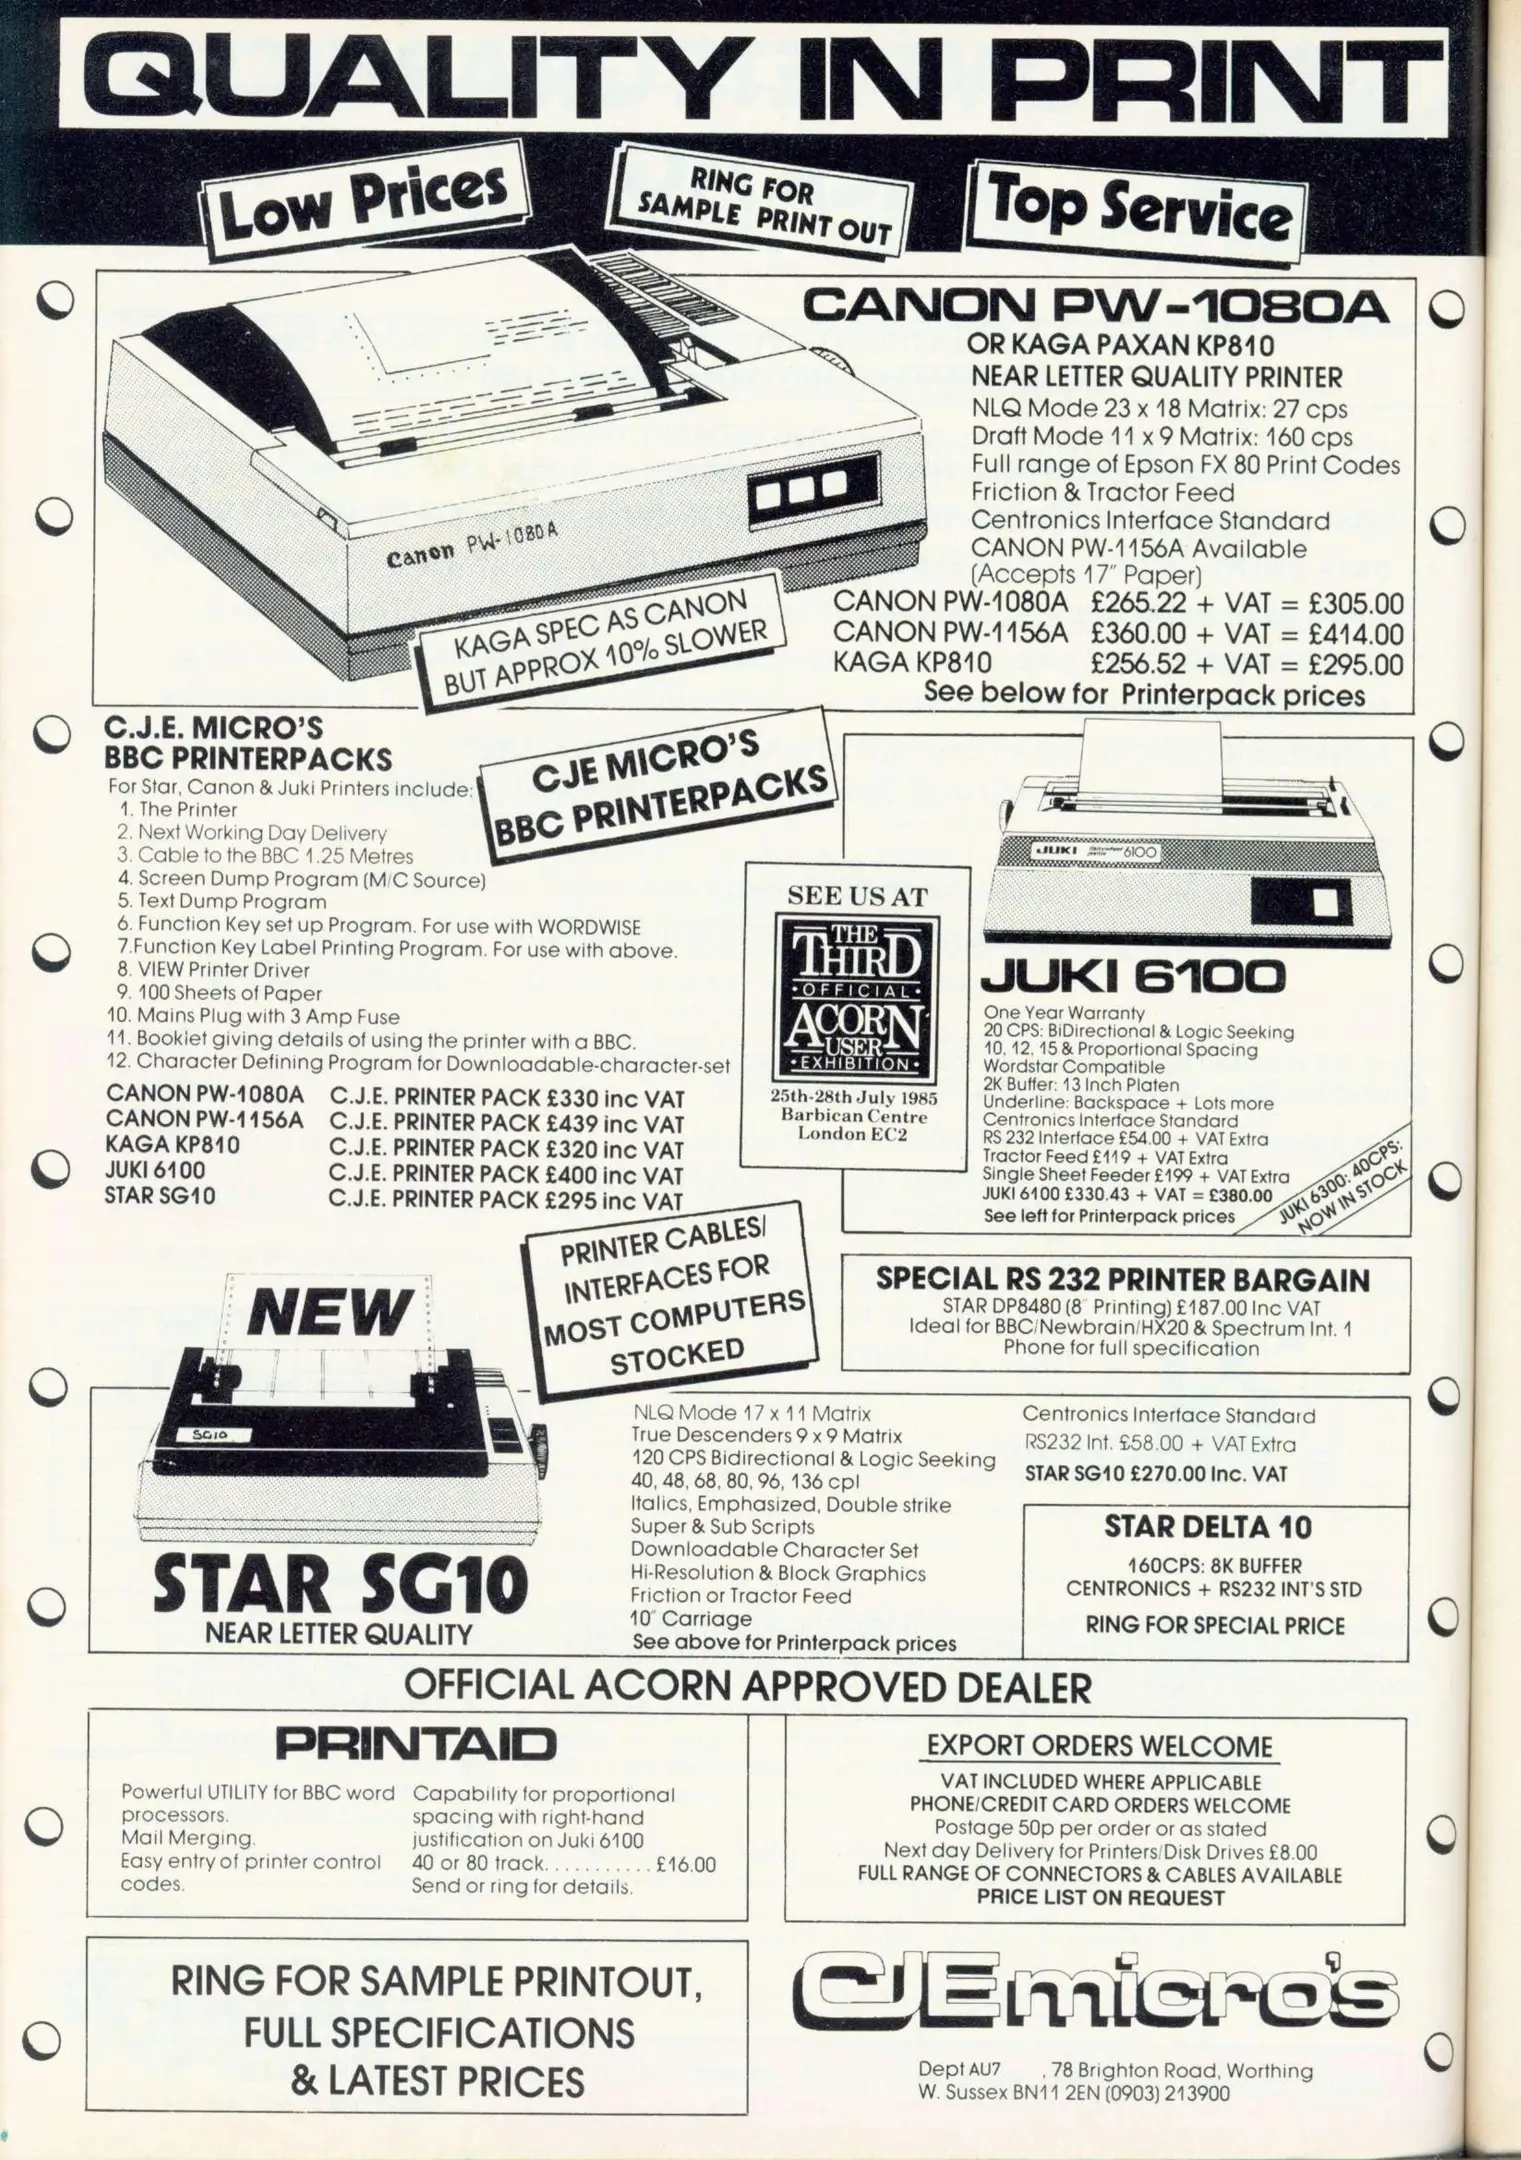 QUALITY IN PRINT
Low Prices
RING FOR
SAMPLE PRINT OUT
Top Service
CANON PW-1080A
OR KAGA PAXAN KP810
NEAR LETTER QUALITY PRINTER
NLQ Mode 23 x 18 Matrix: 27 cps
Draft Mode 11 x 9 Matrix: 160 cps
Full range of Epson FX 80 Print Codes
Friction & Tractor Feed
Centronics Interface Standard
CANON PW-1156A Available
(Accepts 17" Paper)
CANON PW-1080A £265.22 + VAT = £305.00
CANON PW-1156A £360.00 + VAT = £414.00
KAGA KP810 £256.52 + VAT = £295.00
See below for Printerpack prices
Canon PW-1080A
KAGA SPEC AS CANON
BUT APPROX 10% SLOWER
C.J.E. MICRO'S
BBC PRINTERPACKS
For Star, Canon & Juki Printers include:
1. The Printer
2. Next Working Day Delivery
3. Cable to the BBC 1.25 Metres
4. Screen Dump Program (M/C Source)
5. Text Dump Program
6. Function Key set up Program. For use with WORDWISE
7.Function Key Label Printing Program. For use with above.
8. VIEW Printer Driver
9. 100 Sheets of Paper
10. Mains Plug with 3 Amp Fuse
11. Booklet giving details of using the printer with a BBC.
12. Character Defining Program for Downloadable-character-set
CANON PW-1080A C.J.E. PRINTER PACK £330 inc VAT
CANON PW-1156A C.J.E. PRINTER PACK £439 inc VAT
KAGA KP810 C.J.E. PRINTER PACK £320 inc VAT
JUKI 6100 C.J.E. PRINTER PACK £400 inc VAT
STAR SG10 C.J.E. PRINTER PACK £295 inc VAT
CJE MICRO'S
BBC PRINTERPACKS
SEE US AT
THE
THIRD
OFFICIAL
ACORN
USER
EXHIBITION
25th-28th July 1985
Barbican Centre
London EC2
JUKI 6100
JUKI 6100
One Year Warranty
20 CPS: BiDirectional & Logic Seeking
10, 12, 15 & Proportional Spacing
Wordstar Compatible
2K Buffer: 13 Inch Platen
Underline: Backspace + Lots more
Centronics Interface Standard
RS 232 Interface £54.00 + VAT Extra
Tractor Feed £119 + VAT Extra
Single Sheet Feeder £199 + VAT Extra
JUKI 6100 £330.43 + VAT = £380.00
See left for Printerpack prices
JUKI 6300: 40CPS:
NOW IN STOCK
PRINTER CABLES/
INTERFACES FOR
MOST COMPUTERS
STOCKED
SPECIAL RS 232 PRINTER BARGAIN
STAR DP8480 (8" Printing) £187.00 Inc VAT
Ideal for BBC/Newbrain/HX20 & Spectrum Int. 1
Phone for full specification
NEW
SG10
STAR SG10
NEAR LETTER QUALITY
NLQ Mode 17 x 11 Matrix
True Descenders 9 x 9 Matrix
120 CPS Bidirectional & Logic Seeking
40, 48, 68, 80, 96, 136 cpl
Italics, Emphasized, Double strike
Super & Sub Scripts
Downloadable Character Set
Hi-Resolution & Block Graphics
Friction or Tractor Feed
10" Carriage
See above for Printerpack prices
Centronics Interface Standard
RS232 Int. £58.00 + VAT Extra
STAR SG10 £270.00 Inc. VAT
STAR DELTA 10
160CPS: 8K BUFFER
CENTRONICS + RS232 INT'S STD
RING FOR SPECIAL PRICE
OFFICIAL ACORN APPROVED DEALER
PRINTAID
Powerful UTILITY for BBC word
processors.
Mail Merging.
Easy entry of printer control
codes.
Capability for proportional
spacing with right-hand
justification on Juki 6100
40 or 80 track........... £16.00
Send or ring for details.
EXPORT ORDERS WELCOME
VAT INCLUDED WHERE APPLICABLE
PHONE/CREDIT CARD ORDERS WELCOME
Postage 50p per order or as stated
Next day Delivery for Printers/Disk Drives £8.00
FULL RANGE OF CONNECTORS & CABLES AVAILABLE
PRICE LIST ON REQUEST
RING FOR SAMPLE PRINTOUT,
FULL SPECIFICATIONS
& LATEST PRICES
CJE micro's
Dept AU7 , 78 Brighton Road, Worthing
W. Sussex BN11 2EN (0903) 213900